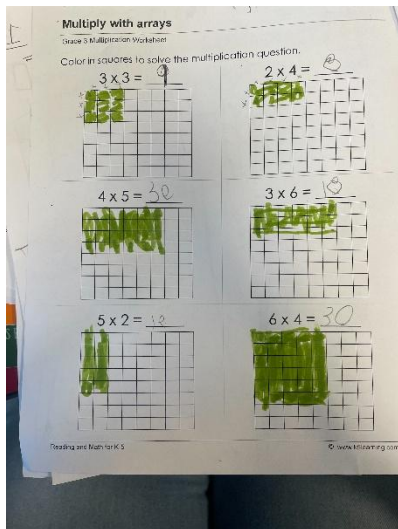 Multiply with arrays
Grade 3 Multiplication Worksheet
Color in squares to solve the multiplication question.
3 x 3 = 9
2 x 4 = 8
4 x 5 =
3 x 6 = 18
5 x 2 = 10
6 x 4 = 30
Reading and Math for K-5
© www.k5learning.com